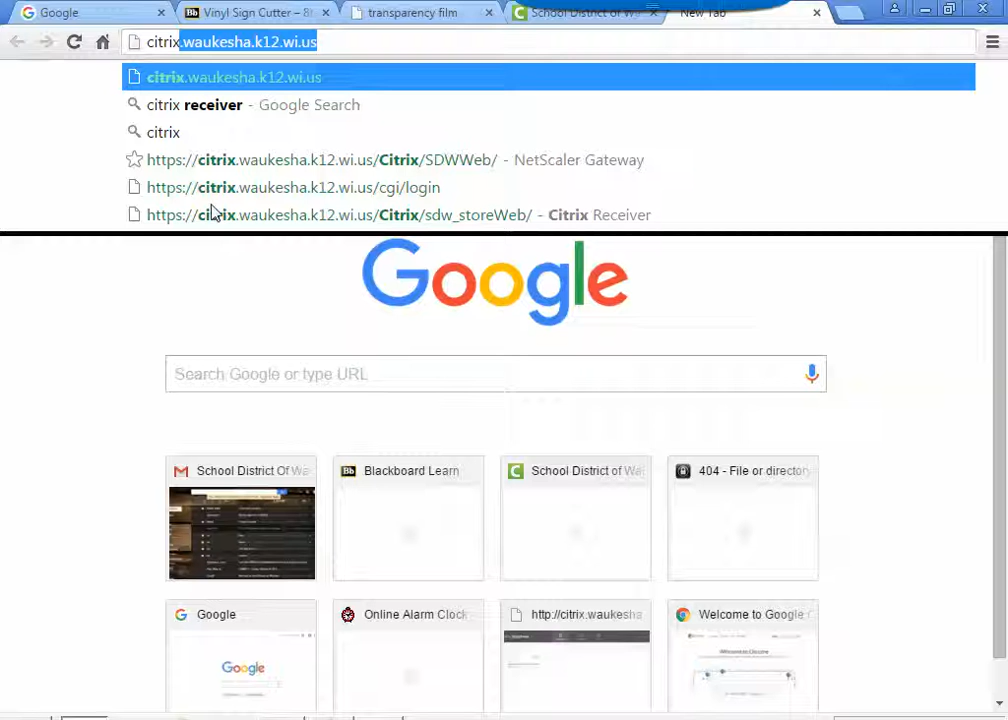 Google
Vinyl Sign Cutter – 8t
transparency film
School District of Wa
New Tab
citrix.waukesha.k12.wi.us
citrix.waukesha.k12.wi.us
citrix receiver - Google Search
citrix
https://citrix.waukesha.k12.wi.us/Citrix/SDWWeb/ - NetScaler Gateway
https://citrix.waukesha.k12.wi.us/cgi/login
https://citrix.waukesha.k12.wi.us/Citrix/sdw_storeWeb/ - Citrix Receiver
Google
Search Google or type URL
School District Of Wa
Bb Blackboard Learn
School District of Wa
404 - File or directory
Google
Online Alarm Clock
http://citrix.waukesha
Welcome to Google C
Google